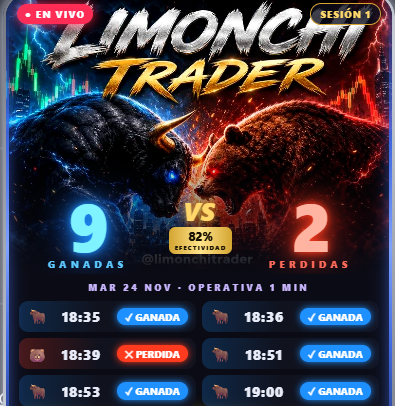 • EN VIVO
SESIÓN 1
LIMONCHI
TRADER
9
VS
2
82%
EFECTIVIDAD
GANADAS
PERDIDAS
@limonchitrader
MAR 24 NOV · OPERATIVA 1 MIN
18:35 ✓ GANADA
18:36 ✓ GANADA
18:39 ✕ PERDIDA
18:51 ✓ GANADA
18:53 ✓ GANADA
19:00 ✓ GANADA